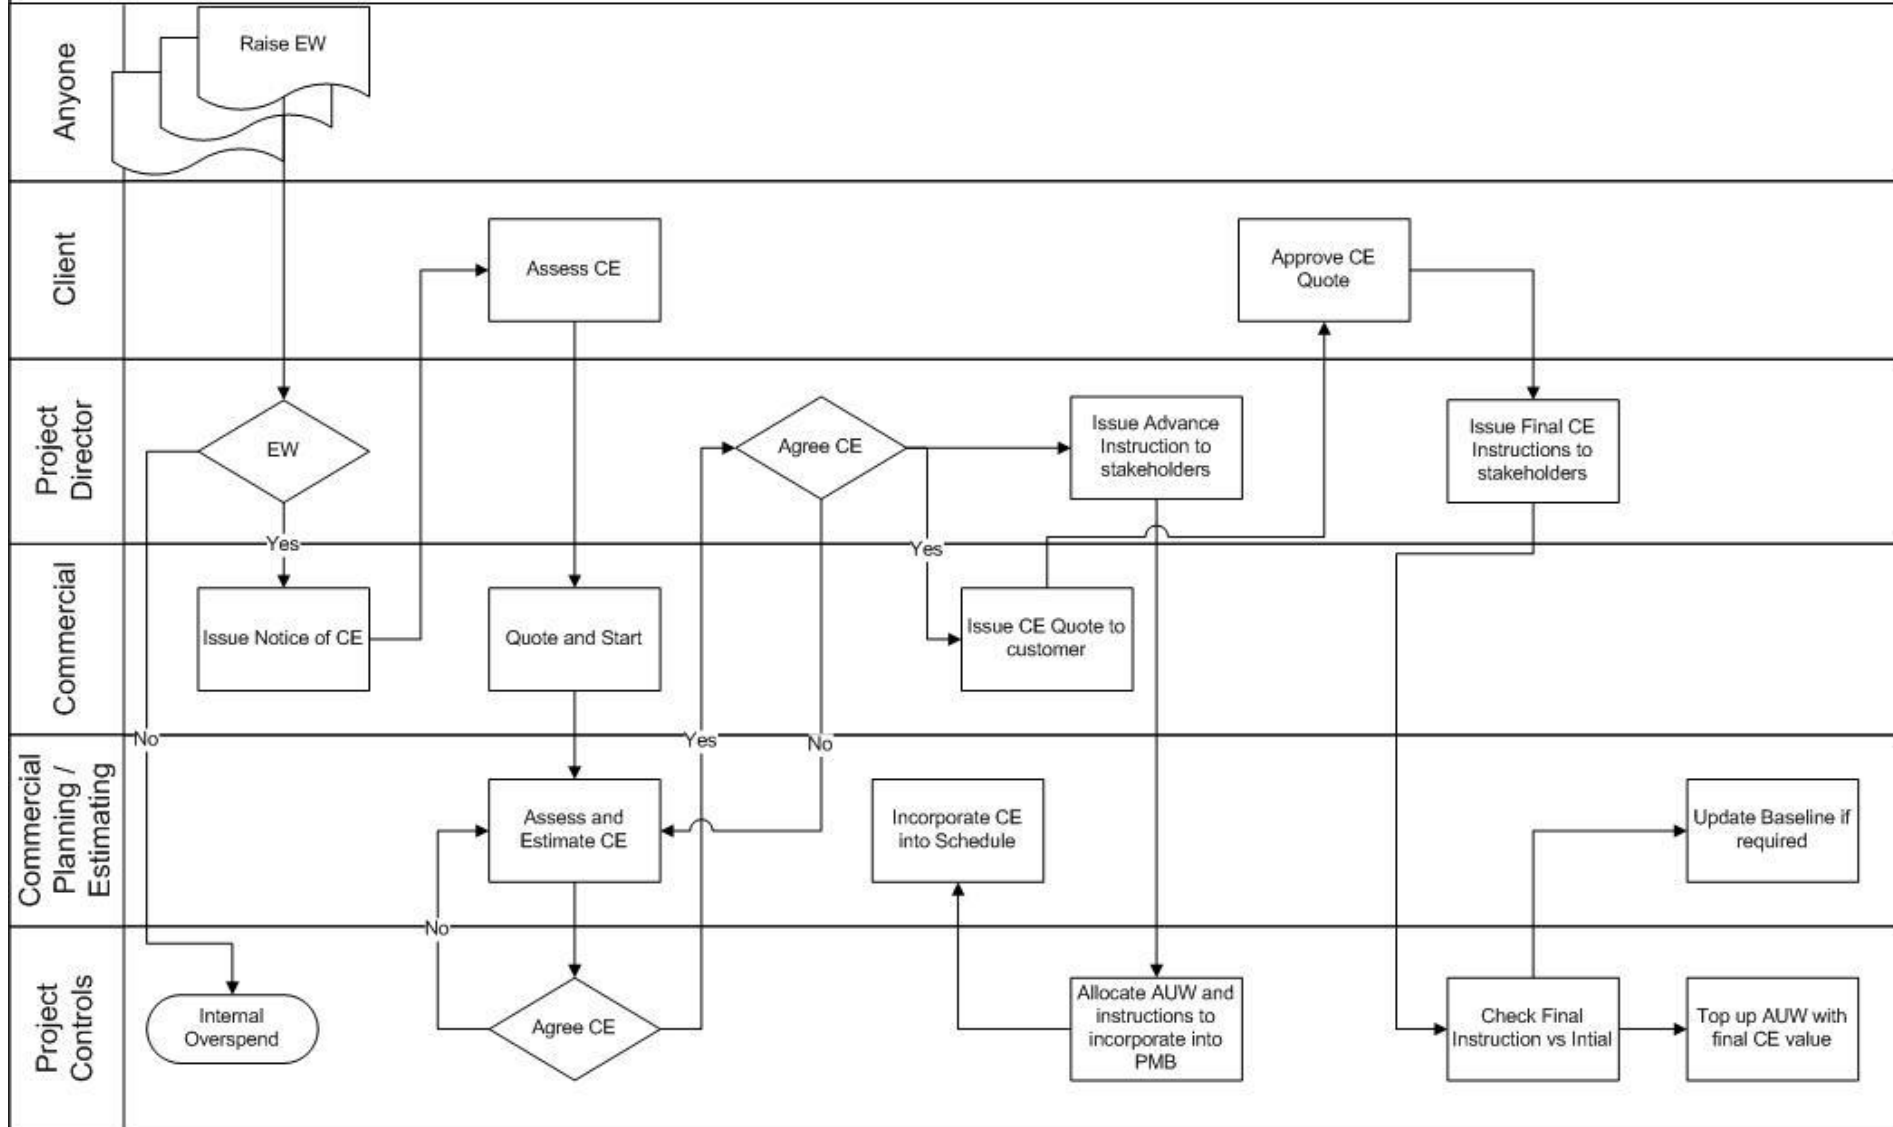 Anyone
Raise EW
Client
Assess CE
Approve CE
Quote
Project
Director
EW
Agree CE
Issue Advance
Instruction to
stakeholders
Issue Final CE
Instructions to
stakeholders
Yes
Yes
Commercial
Issue Notice of CE
Quote and Start
Issue CE Quote to
customer
No
Yes
No
Commercial
Planning /
Estimating
Assess and
Estimate CE
Incorporate CE
into Schedule
Update Baseline if
required
No
Project
Controls
Internal
Overspend
Agree CE
Allocate AUW and
instructions to
incorporate into
PMB
Check Final
Instruction vs Intial
Top up AUW with
final CE value